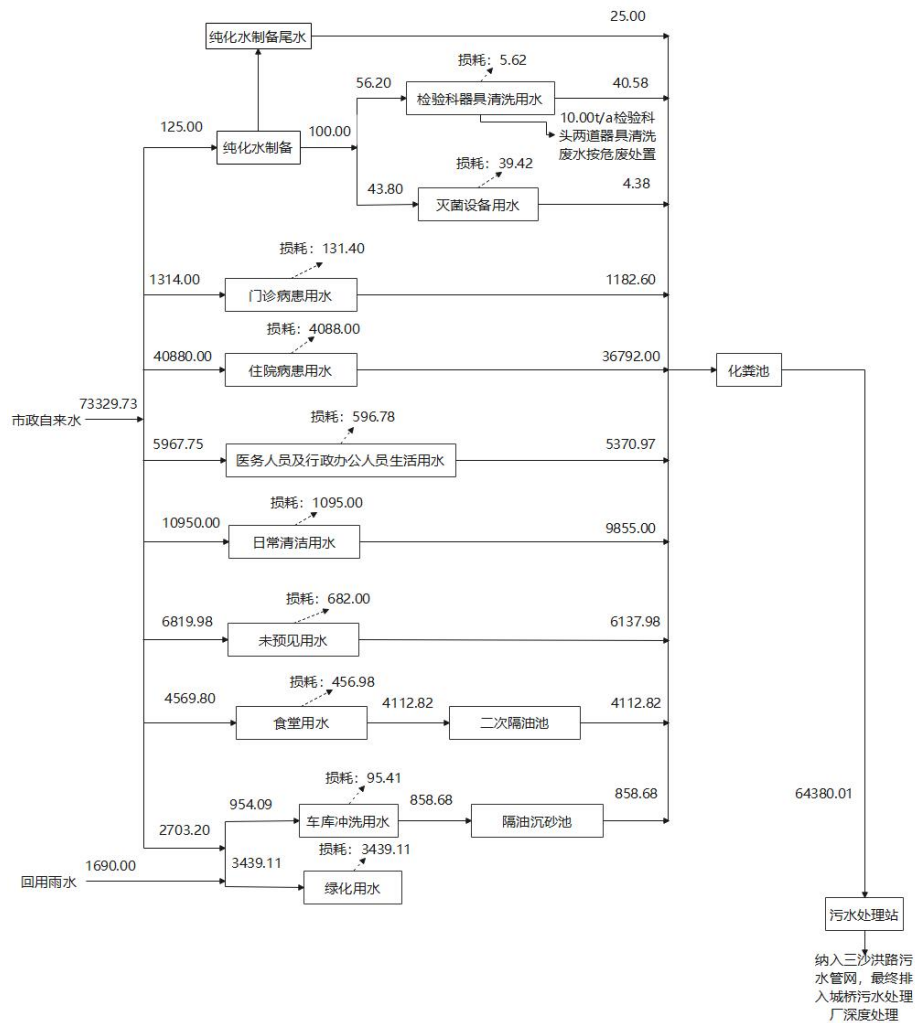 25.00
纯化水制备尾水
损耗：5.62
56.20
检验科器具清洗用水
40.58
10.00t/a检验科
头两道器具清洗
废水按危废处置
125.00
纯化水制备
100.00
损耗：39.42
43.80
灭菌设备用水
4.38
损耗：131.40
1314.00
门诊病患用水
1182.60
损耗：4088.00
40880.00
住院病患用水
36792.00
化粪池
73329.73
市政自来水
损耗：596.78
5967.75
医务人员及行政办公人员生活用水
5370.97
损耗：1095.00
10950.00
日常清洁用水
9855.00
损耗：682.00
6819.98
未预见用水
6137.98
损耗：456.98
4569.80
食堂用水
4112.82
二次隔油池
4112.82
损耗：95.41
954.09
车库冲洗用水
858.68
隔油沉砂池
858.68
64380.01
2703.20
1690.00
回用雨水
损耗：3439.11
3439.11
绿化用水
污水处理站
纳入三沙洪路污
水管网，最终排
入城桥污水处理
厂深度处理